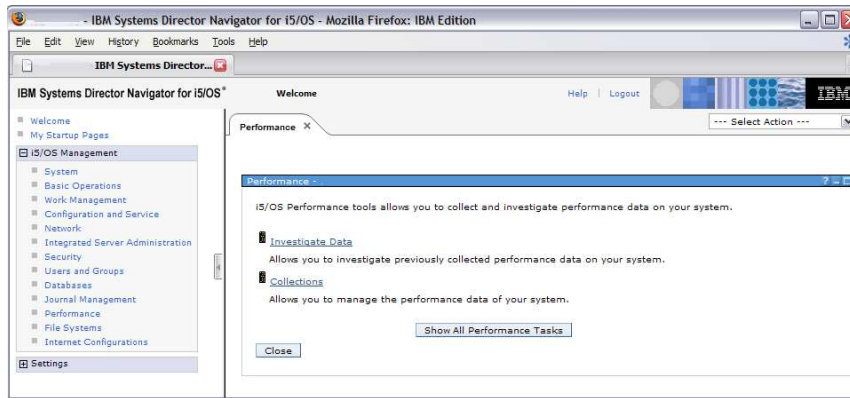 - IBM Systems Director Navigator for i5/OS - Mozilla Firefox: IBM Edition
File Edit View History Bookmarks Tools Help
IBM Systems Director...
IBM Systems Director Navigator for i5/OS®
Welcome
Help | Logout
IBM
Welcome
My Startup Pages
i5/OS Management
System
Basic Operations
Work Management
Configuration and Service
Network
Integrated Server Administration
Security
Users and Groups
Databases
Journal Management
Performance
File Systems
Internet Configurations
Settings
Performance X
--- Select Action ---
Performance -
i5/OS Performance tools allows you to collect and investigate performance data on your system.
Investigate Data
Allows you to investigate previously collected performance data on your system.
Collections
Allows you to manage the performance data of your system.
Show All Performance Tasks
Close